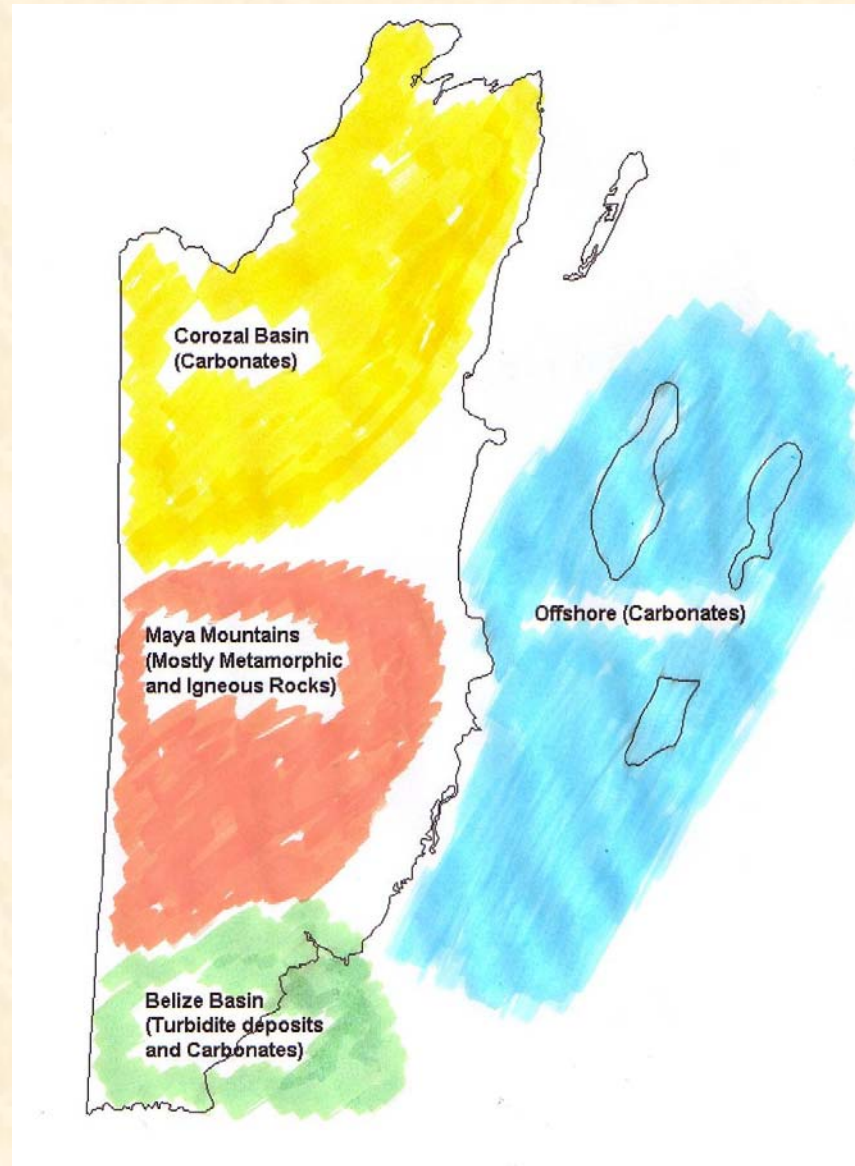 Corozal Basin
(Carbonates)
Offshore (Carbonates)
Maya Mountains
(Mostly Metamorphic
and Igneous Rocks)
Belize Basin
(Turbidite deposits
and Carbonates)